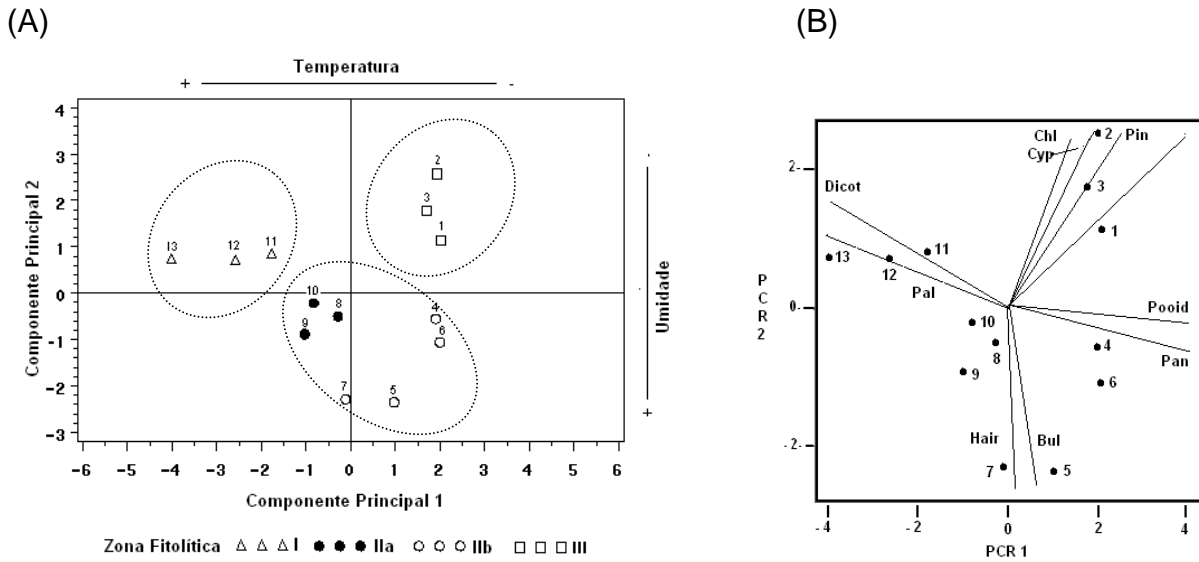 (A)
(B)
Temperatura
+ -
4
3
2
1
0
-1
-2
-3
Componente Principal 2
2
3
1
13 12 11
10 8
9
4
6
7 5
-
Umidade
+
-6 -5 -4 -3 -2 -1 0 1 2 3 4 5 6
Componente Principal 1
Zona Fitolítica I IIa IIb III
Chl 2 Pin
Cyp
2-
Dicot 3
1
11
13 12
Pal
PCR 2
0-
Pooid
10
8 4
Pan
9 6
-2-
Hair Bul
7 5
-4 -2 0 2 4
PCR 1